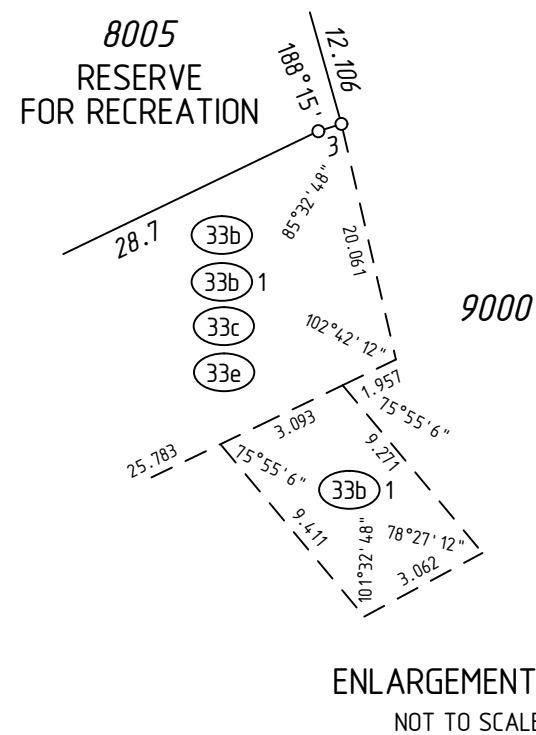 8005
RESERVE
FOR RECREATION
12.106
188°15'
3
28.7
85°32'48"
20.061
33b
33b 1
33c
33e
9000
102°42'12"
1.957
75°55'6"
3.093
25.783
75°55'6"
9.271
33b 1
9.411
101°32'48"
78°27'12"
3.062
ENLARGEMENT
NOT TO SCALE